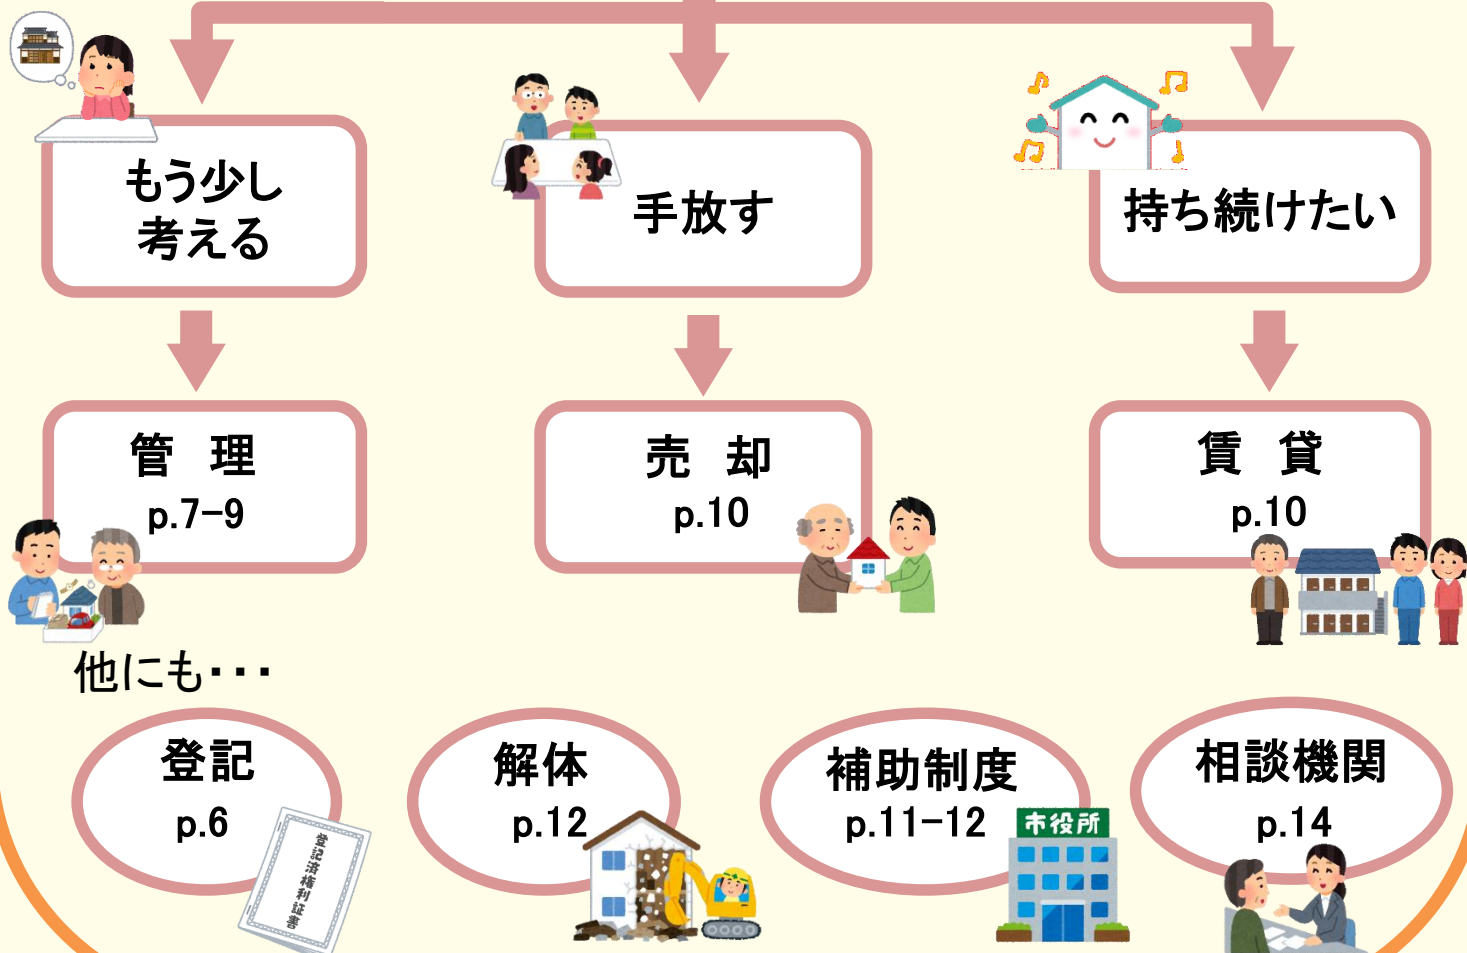 もう少し
考える
手放す
持ち続けたい
管　理
p.7-9
売　却
p.10
賃　貸
p.10
他にも・・・
登記
p.6
登記済権利証書
解体
p.12
補助制度
p.11-12
市役所
相談機関
p.14